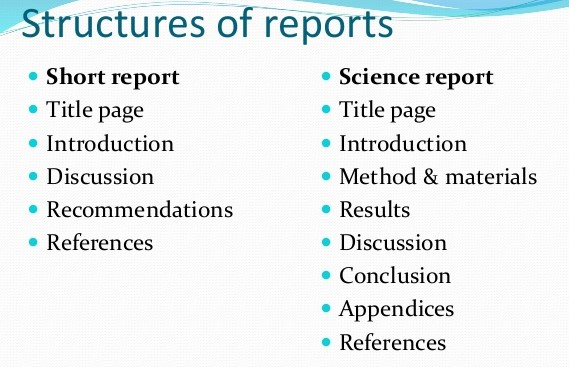 Structures of reports
Short report
Title page
Introduction
Discussion
Recommendations
References
Science report
Title page
Introduction
Method & materials
Results
Discussion
Conclusion
Appendices
References